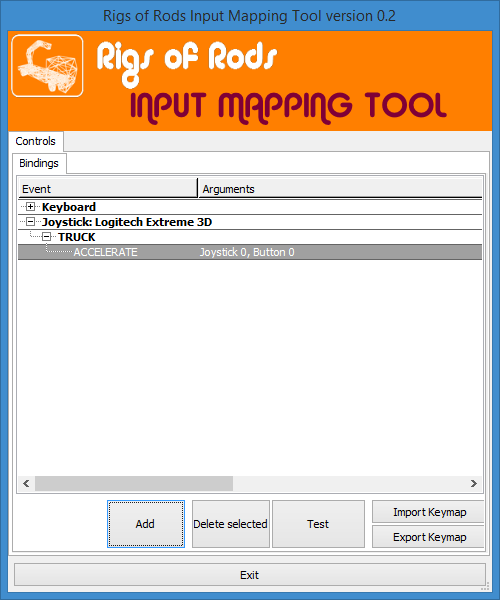 Rigs of Rods Input Mapping Tool version 0.2
Rigs of Rods
INPUT MAPPING TOOL
Controls
Bindings
Event Arguments
Keyboard
Joystick: Logitech Extreme 3D
TRUCK
ACCELERATE Joystick 0, Button 0
Add Delete selected Test Import Keymap
Export Keymap
Exit